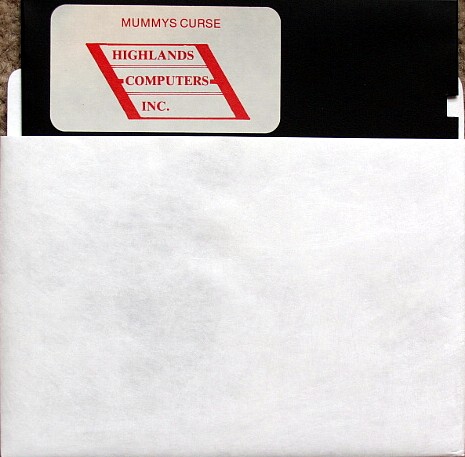 MUMMYS CURSE
HIGHLANDS
COMPUTERS
INC.